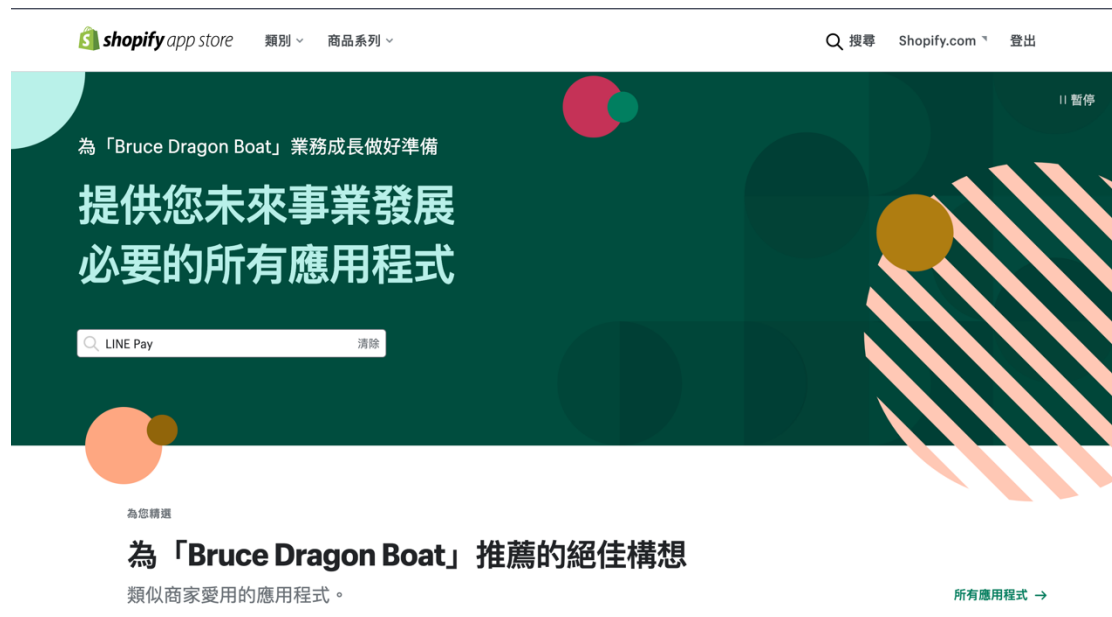 shopify app store 類別 商品系列 搜尋 Shopify.com 登出
暫停
為「Bruce Dragon Boat」業務成長做好準備
提供您未來事業發展
必要的所有應用程式
LINE Pay 清除
為您精選
為「Bruce Dragon Boat」推薦的絕佳構想
類似商家愛用的應用程式。
所有應用程式 →